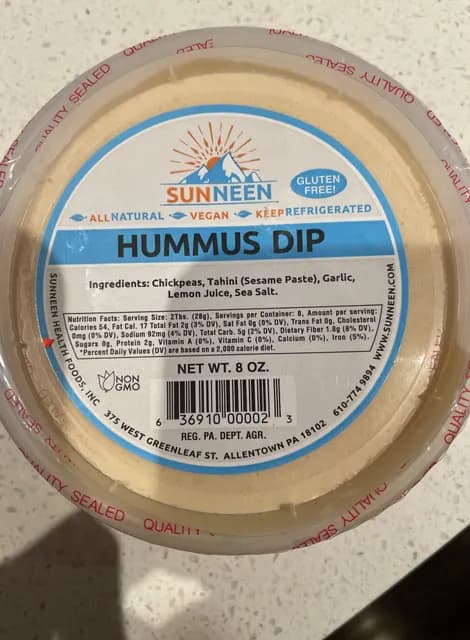 QUALITY SEALED
SUNNEEN
GLUTEN
FREE!
ALLNATURAL VEGAN KEEPREFRIGERATED
HUMMUS DIP
Ingredients: Chickpeas, Tahini (Sesame Paste), Garlic,
Lemon Juice, Sea Salt.
Nutrition Facts: Serving Size: 2Tbs. (28g), Servings per Container: 8, Amount per serving:
Calories 54, Fat Cal. 17 Total Fat 2g (3% DV), Sat Fat 0g (0% DV), Trans Fat 0g, Cholesterol
0mg (0% DV), Sodium 92mg (4% DV), Total Carb. 5g (2% DV), Dietary Fiber 1.8g (8% DV),
Sugars 0g, Protein 2g, Vitamin A (0%), Vitamin C (0%), Calcium (0%), Iron (5%).
*Percent Daily Values (DV) are based on a 2,000 calorie diet.
NET WT. 8 OZ.
NON
GMO
6 36910 00002 3
REG. PA. DEPT. AGR.
SUNNEEN HEALTH FOODS, INC 375 WEST GREENLEAF ST. ALLENTOWN PA 18102 610-774 9894 WWW.SUNNEEN.COM
QUALITY SEALED
QUALITY SEALED
SEALED QUALITY